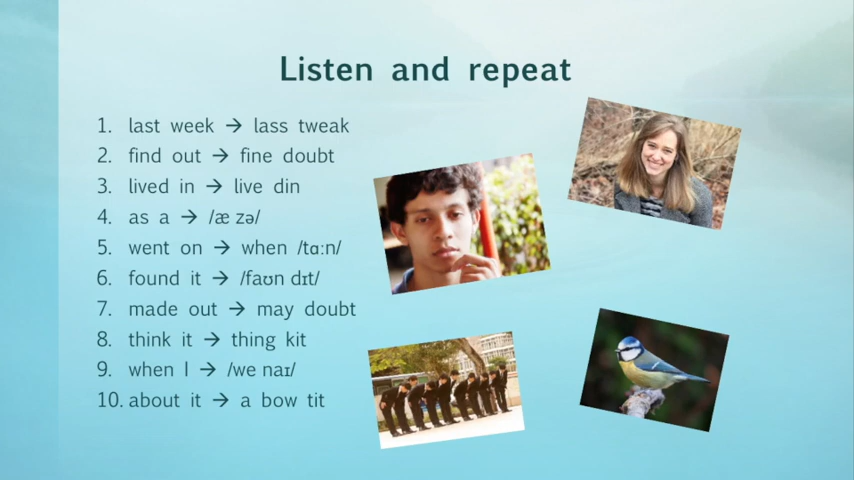 Listen and repeat
1. last week → lass tweak
2. find out → fine doubt
3. lived in → live din
4. as a → /æ zə/
5. went on → when /tɑːn/
6. found it → /faʊn dɪt/
7. made out → may doubt
8. think it → thing kit
9. when I → /we naɪ/
10. about it → a bow tit